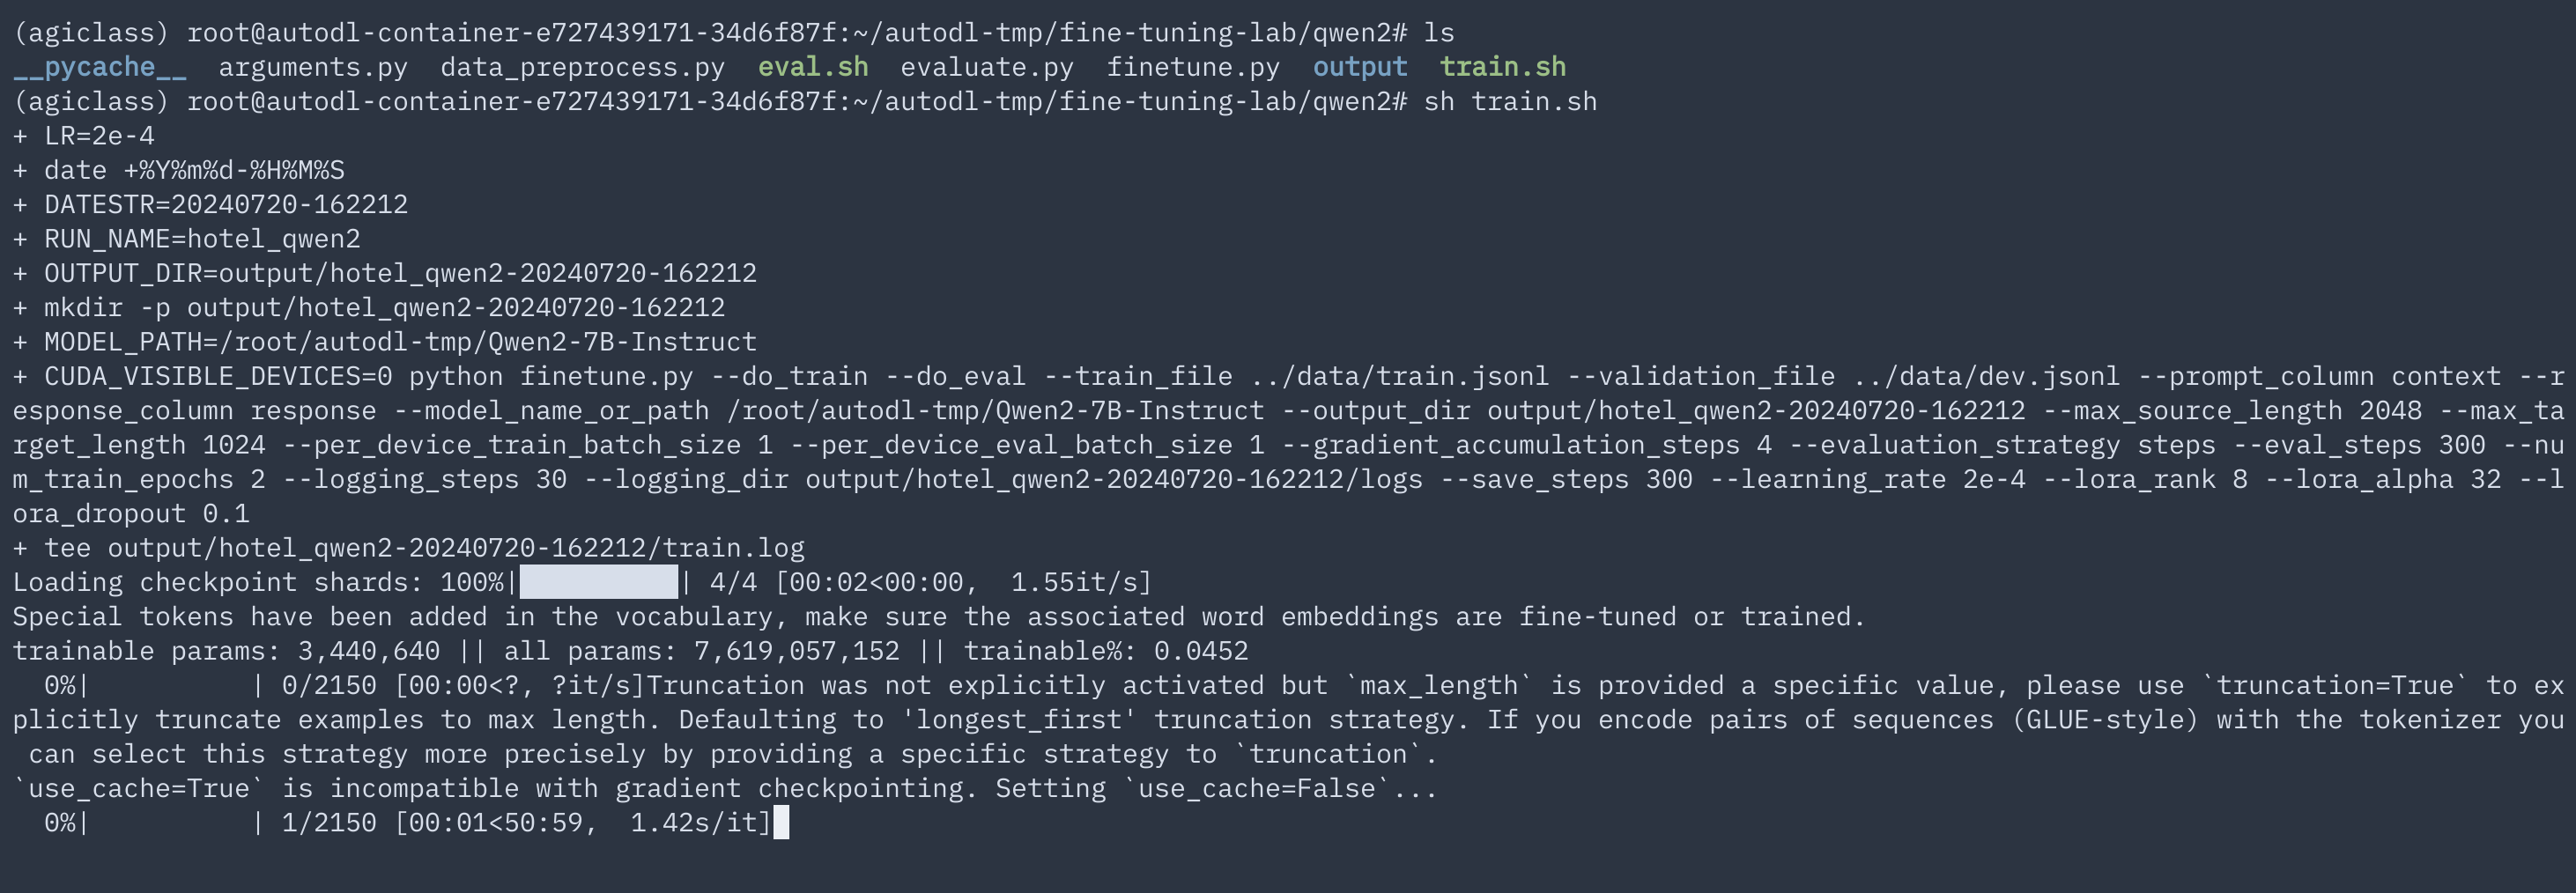 (agiclass) root@autodl-container-e727439171-34d6f87f:~/autodl-tmp/fine-tuning-lab/qwen2# ls
__pycache__  arguments.py  data_preprocess.py  eval.sh  evaluate.py  finetune.py  output  train.sh
(agiclass) root@autodl-container-e727439171-34d6f87f:~/autodl-tmp/fine-tuning-lab/qwen2# sh train.sh
+ LR=2e-4
+ date +%Y%m%d-%H%M%S
+ DATESTR=20240720-162212
+ RUN_NAME=hotel_qwen2
+ OUTPUT_DIR=output/hotel_qwen2-20240720-162212
+ mkdir -p output/hotel_qwen2-20240720-162212
+ MODEL_PATH=/root/autodl-tmp/Qwen2-7B-Instruct
+ CUDA_VISIBLE_DEVICES=0 python finetune.py --do_train --do_eval --train_file ../data/train.jsonl --validation_file ../data/dev.jsonl --prompt_column context --r
esponse_column response --model_name_or_path /root/autodl-tmp/Qwen2-7B-Instruct --output_dir output/hotel_qwen2-20240720-162212 --max_source_length 2048 --max_ta
rget_length 1024 --per_device_train_batch_size 1 --per_device_eval_batch_size 1 --gradient_accumulation_steps 4 --evaluation_strategy steps --eval_steps 300 --nu
m_train_epochs 2 --logging_steps 30 --logging_dir output/hotel_qwen2-20240720-162212/logs --save_steps 300 --learning_rate 2e-4 --lora_rank 8 --lora_alpha 32 --l
ora_dropout 0.1
+ tee output/hotel_qwen2-20240720-162212/train.log
Loading checkpoint shards: 100%|██████████| 4/4 [00:02<00:00,  1.55it/s]
Special tokens have been added in the vocabulary, make sure the associated word embeddings are fine-tuned or trained.
trainable params: 3,440,640 || all params: 7,619,057,152 || trainable%: 0.0452
  0%|          | 0/2150 [00:00<?, ?it/s]Truncation was not explicitly activated but `max_length` is provided a specific value, please use `truncation=True` to ex
plicitly truncate examples to max length. Defaulting to 'longest_first' truncation strategy. If you encode pairs of sequences (GLUE-style) with the tokenizer you
 can select this strategy more precisely by providing a specific strategy to `truncation`.
`use_cache=True` is incompatible with gradient checkpointing. Setting `use_cache=False`...
  0%|          | 1/2150 [00:01<50:59,  1.42s/it]